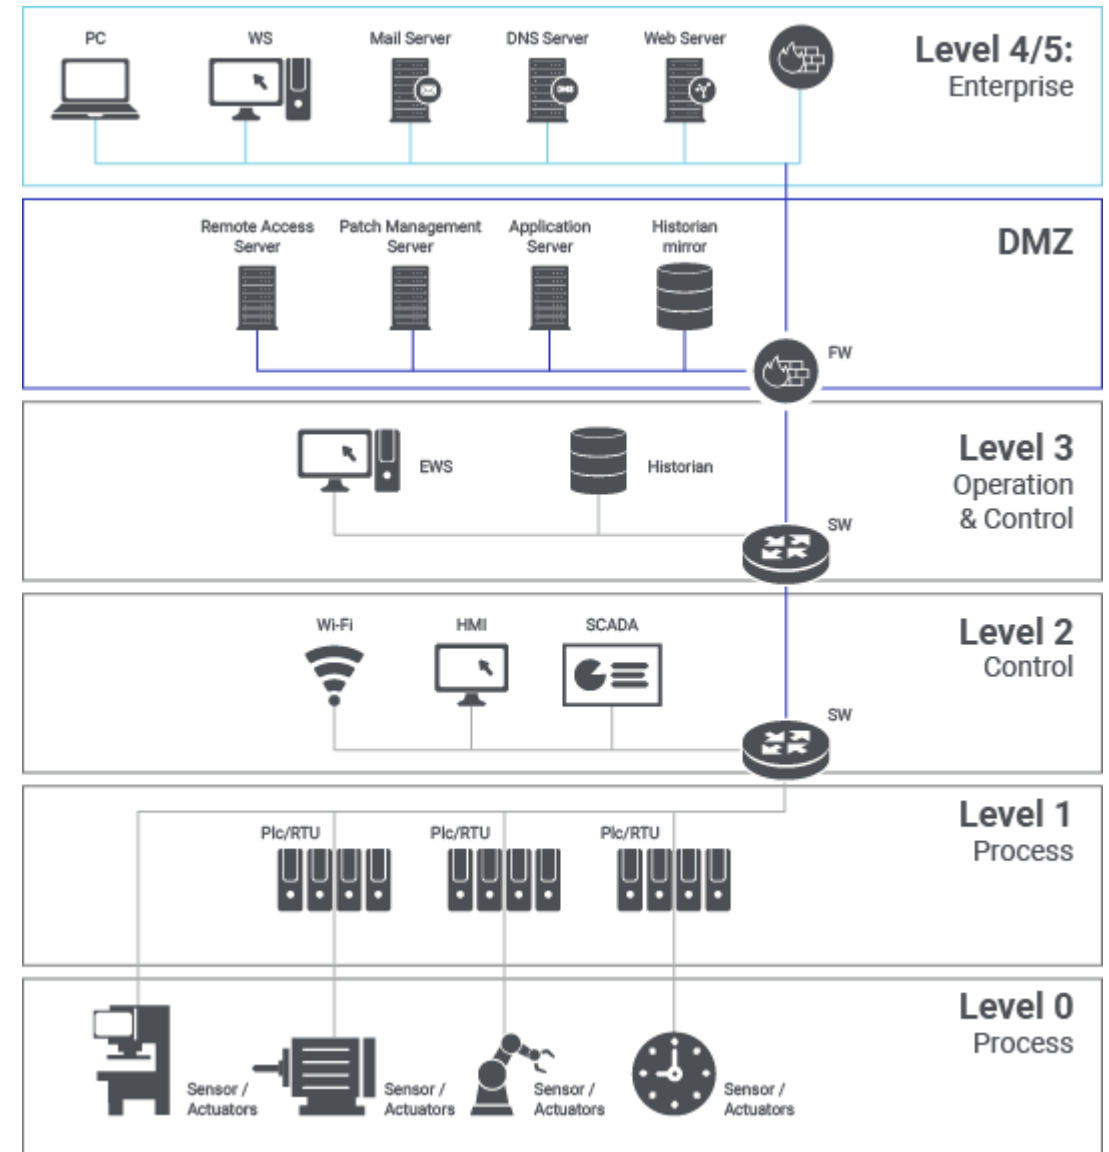 PC
WS
Mail Server
DNS Server
Web Server
Level 4/5:
Enterprise
DNS
Remote Access
Server
Patch Management
Server
Application
Server
Historian
mirror
DMZ
FW
EWS
Historian
Level 3
Operation
& Control
SW
Wi-Fi
HMI
SCADA
Level 2
Control
SW
Plc/RTU
Plc/RTU
Plc/RTU
Level 1
Process
Level 0
Process
Sensor /
Actuators
Sensor /
Actuators
Sensor /
Actuators
Sensor /
Actuators